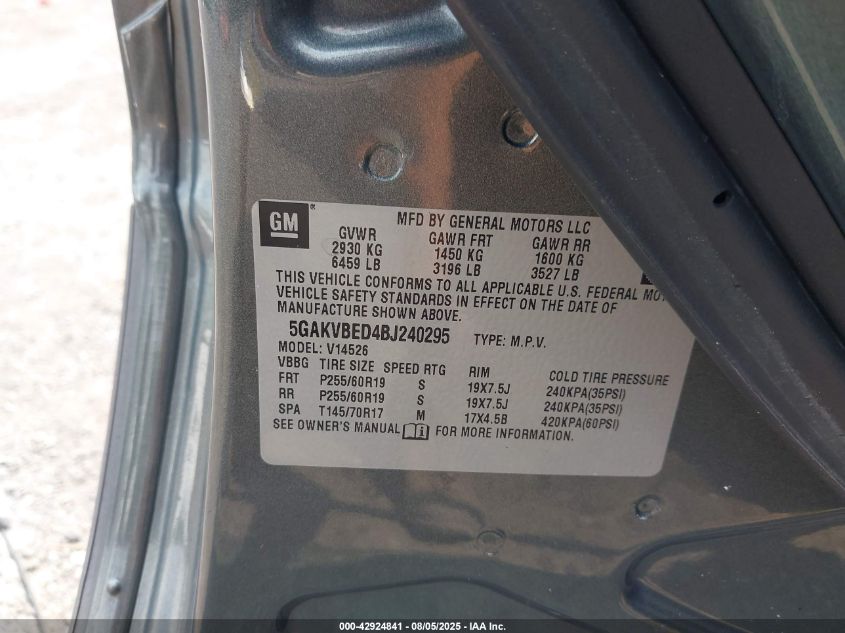 GM ®
MFD BY GENERAL MOTORS LLC
GVWR GAWR FRT GAWR RR
2930 KG 1450 KG 1600 KG
6459 LB 3196 LB 3527 LB
THIS VEHICLE CONFORMS TO ALL APPLICABLE U.S. FEDERAL
VEHICLE SAFETY STANDARDS IN EFFECT ON THE DATE OF
MANUFACTURE SHOWN ABOVE.
5GAKVBED4BJ240295 TYPE: M.P.V.
MODEL: V14526
VBBG TIRE SIZE SPEED RTG RIM COLD TIRE PRESSURE
FRT P255/60R19 S 19X7.5J 240KPA(35PSI)
RR P255/60R19 S 19X7.5J 240KPA(35PSI)
SPA T145/70R17 M 17X4.5B 420KPA(60PSI)
SEE OWNER'S MANUAL FOR MORE INFORMATION.
000-42924841 - 08/05/2025 - IAA Inc.